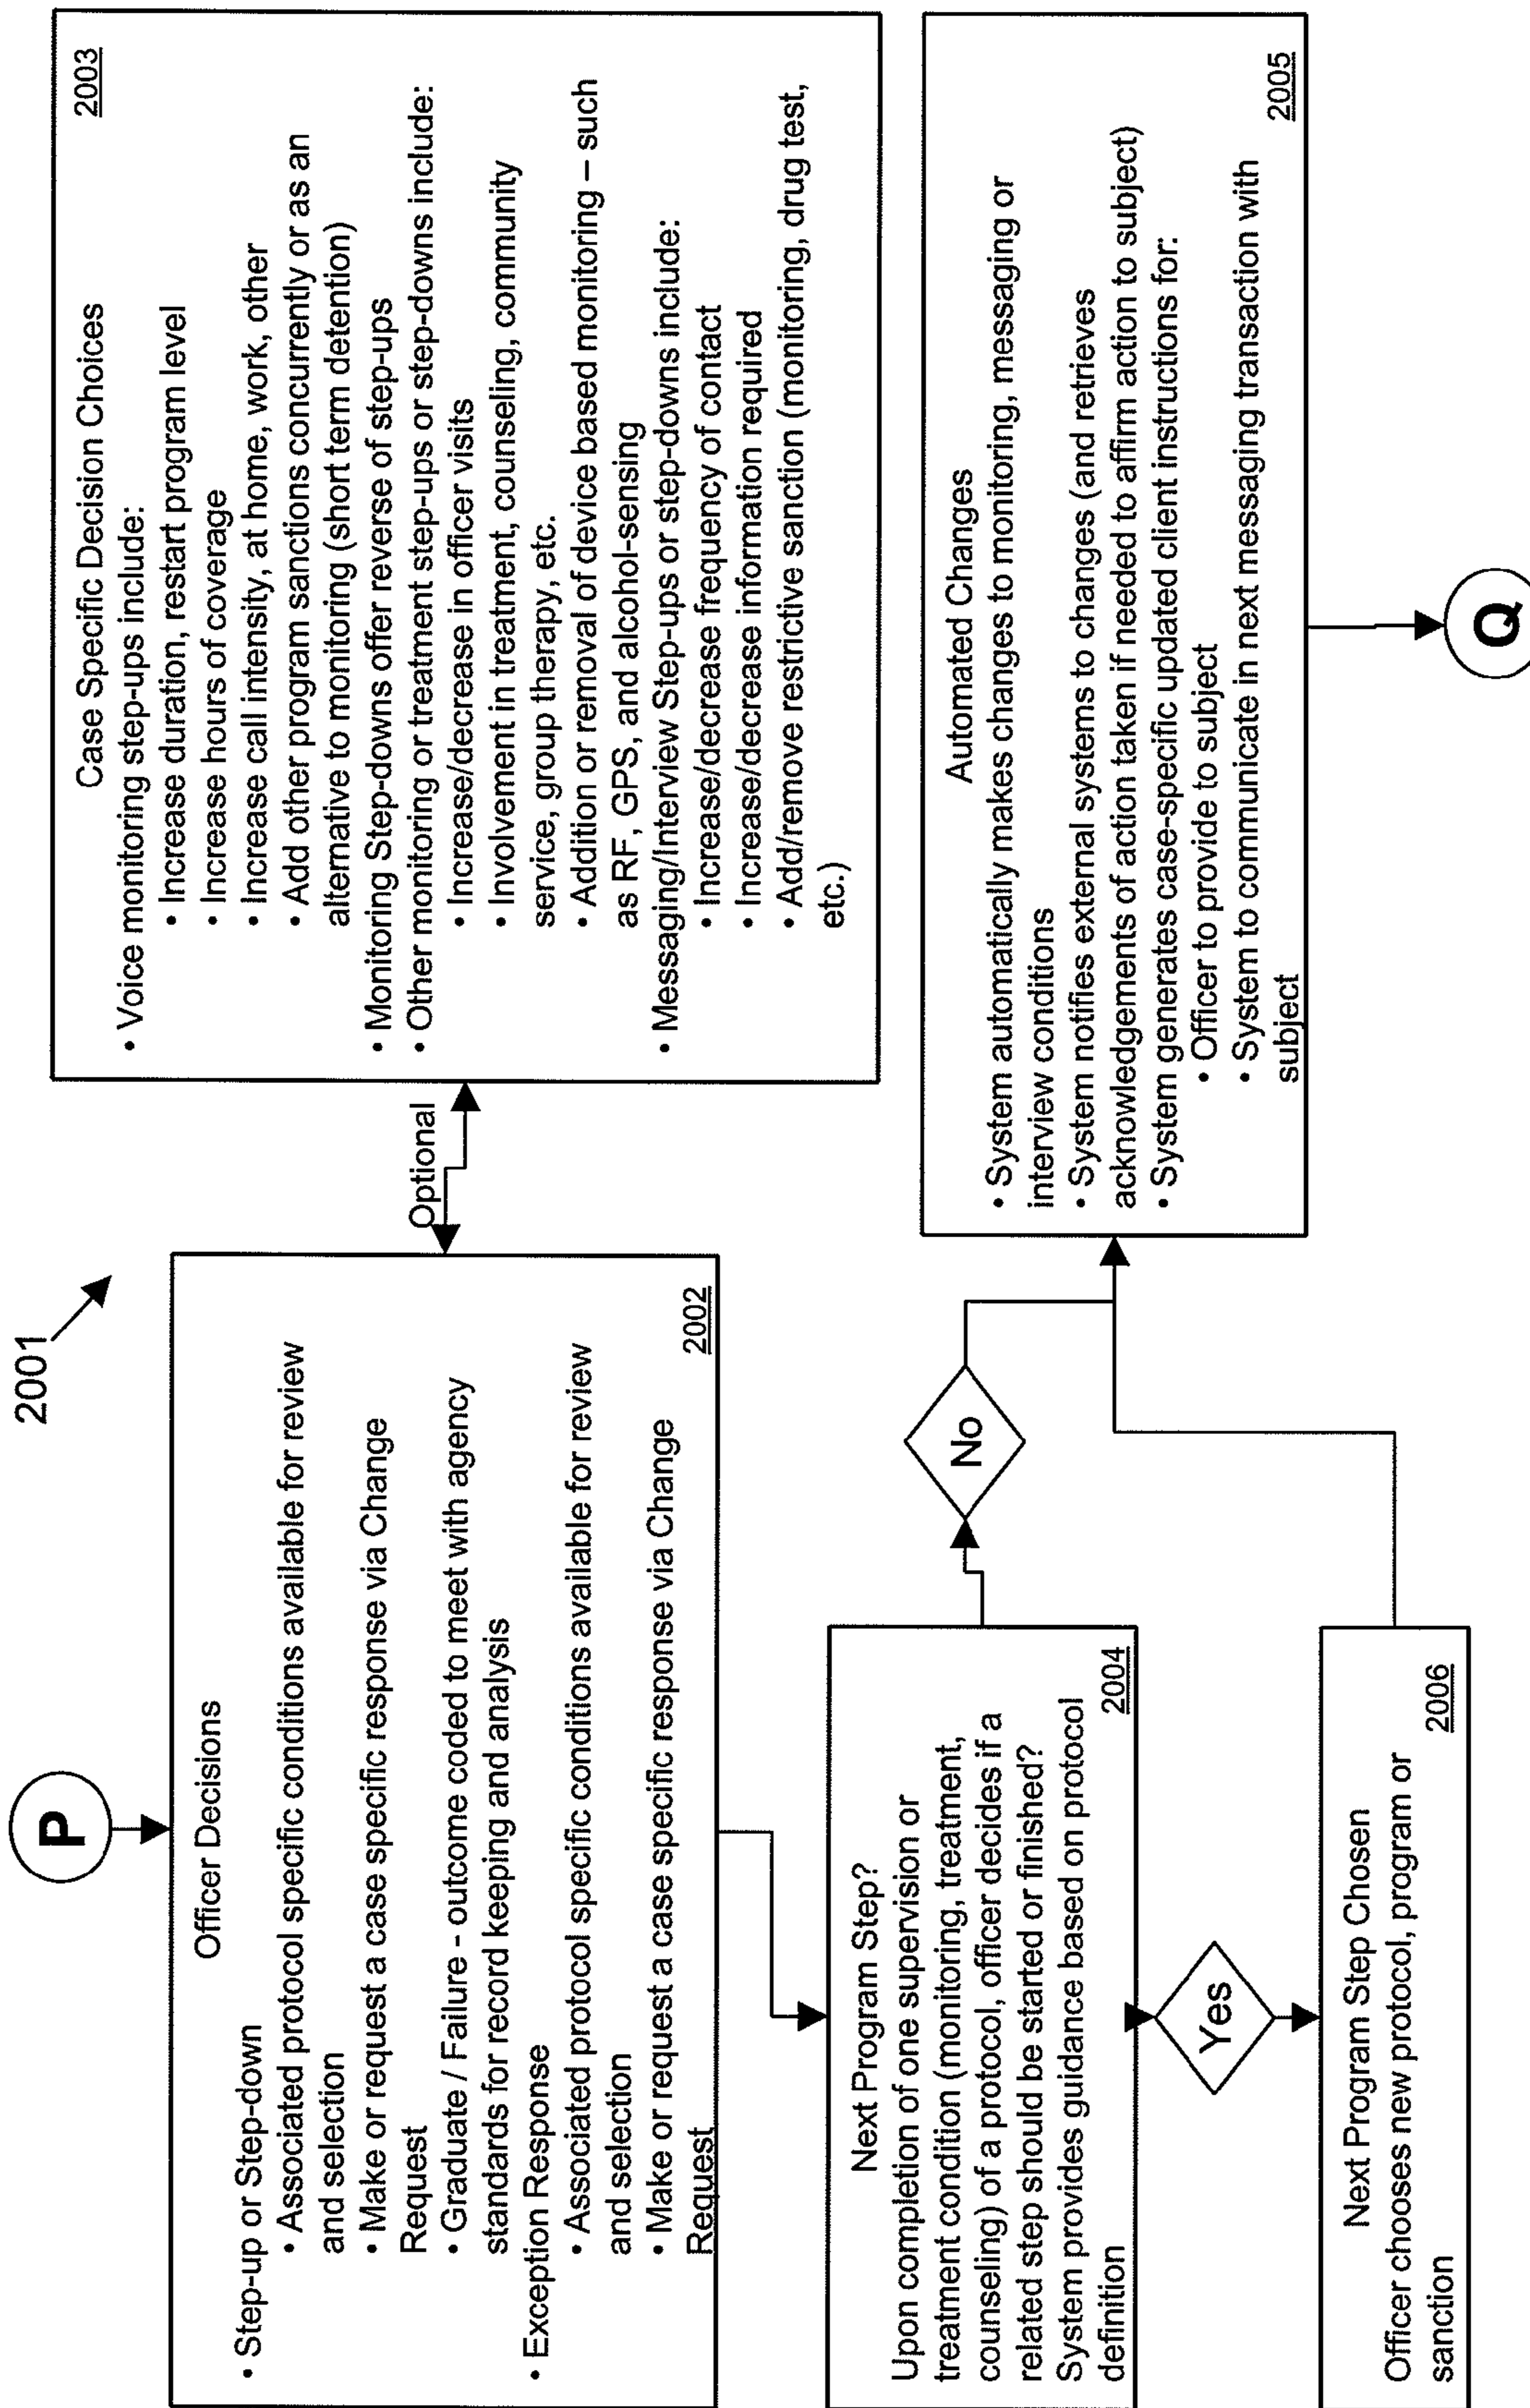 2001
P
Officer Decisions
• Step-up or Step-down
• Associated protocol specific conditions available for review
and selection
• Make or request a case specific response via Change
Request
• Graduate / Failure - outcome coded to meet with agency
standards for record keeping and analysis
• Exception Response
• Associated protocol specific conditions available for review
and selection
• Make or request a case specific response via Change
Request
2002
Optional
Case Specific Decision Choices
2003
• Voice monitoring step-ups include:
• Increase duration, restart program level
• Increase hours of coverage
• Increase call intensity, at home, work, other
• Add other program sanctions concurrently or as an
alternative to monitoring (short term detention)
• Monitoring Step-downs offer reverse of step-ups
• Other monitoring or treatment step-ups or step-downs include:
• Increase/decrease in officer visits
• Involvement in treatment, counseling, community
service, group therapy, etc.
• Addition or removal of device based monitoring – such
as RF, GPS, and alcohol-sensing
• Messaging/Interview Step-ups or step-downs include:
• Increase/decrease frequency of contact
• Increase/decrease information required
• Add/remove restrictive sanction (monitoring, drug test,
etc.)
Next Program Step?
Upon completion of one supervision or
treatment condition (monitoring, treatment,
counseling) of a protocol, officer decides if a
related step should be started or finished?
System provides guidance based on protocol
definition
2004
No
Yes
Next Program Step Chosen
Officer chooses new protocol, program or
sanction
2006
Automated Changes
• System automatically makes changes to monitoring, messaging or
interview conditions
• System notifies external systems to changes (and retrieves
acknowledgements of action taken if needed to affirm action to subject)
• System generates case-specific updated client instructions for:
• Officer to provide to subject
• System to communicate in next messaging transaction with
subject
2005
Q